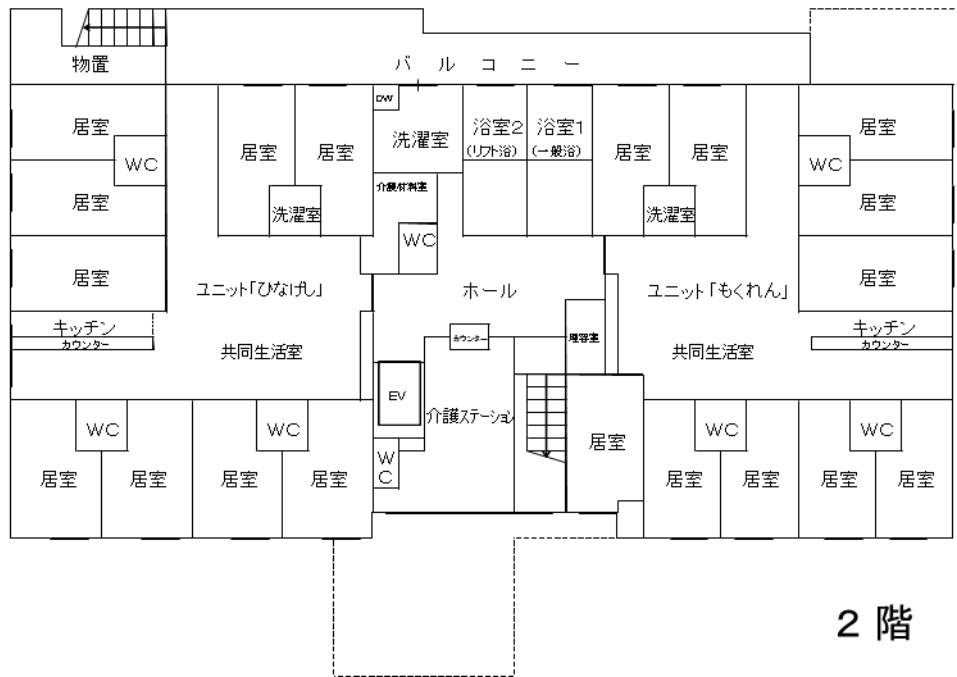 物置
バルコニー
居室
WC
居室
居室
居室
居室
洗濯室
DW
洗濯室
介護材料室
WC
浴室2
(リフト浴)
浴室1
(一般浴)
居室
居室
洗濯室
居室
WC
居室
居室
ユニット「ひなげし」
ホール
ユニット「もくれん」
キッチン
カウンター
共同生活室
カウンター
理容室
共同生活室
キッチン
カウンター
EV
介護ステーション
WC
居室
WC
WC
居室
居室
居室
居室
WC
WC
居室
居室
居室
居室
2階